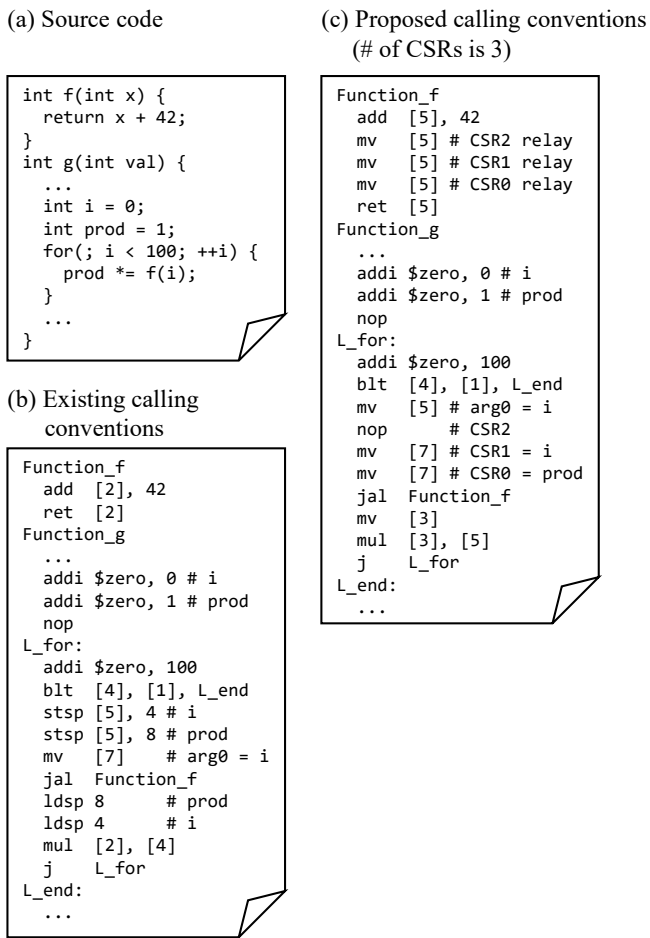 (a) Source code
int f(int x) {
  return x + 42;
}
int g(int val) {
  ...
  int i = 0;
  int prod = 1;
  for(; i < 100; ++i) {
    prod *= f(i);
  }
  ...
}
(b) Existing calling
conventions
Function_f
  add  [2], 42
  ret  [2]
Function_g
  ...
  addi $zero, 0 # i
  addi $zero, 1 # prod
  nop
L_for:
  addi $zero, 100
  blt  [4], [1], L_end
  stsp [5], 4 # i
  stsp [5], 8 # prod
  mv   [7]    # arg0 = i
  jal  Function_f
  ldsp 8      # prod
  ldsp 4      # i
  mul  [2], [4]
  j    L_for
L_end:
  ...
(c) Proposed calling conventions
(# of CSRs is 3)
Function_f
  add  [5], 42
  mv   [5] # CSR2 relay
  mv   [5] # CSR1 relay
  mv   [5] # CSR0 relay
  ret  [5]
Function_g
  ...
  addi $zero, 0 # i
  addi $zero, 1 # prod
  nop
L_for:
  addi $zero, 100
  blt  [4], [1], L_end
  mv   [5] # arg0 = i
  nop      # CSR2
  mv   [7] # CSR1 = i
  mv   [7] # CSR0 = prod
  jal  Function_f
  mv   [3]
  mul  [3], [5]
  j    L_for
L_end:
  ...